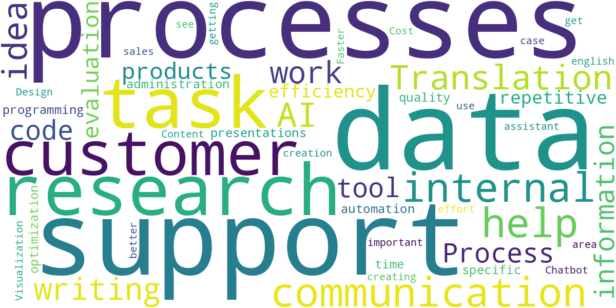 processes
idea
see
getting
sales
Cost
Faster
case
get
english
evaluation
products
administration
work
Translation
Design
task
efficiency
AI
quality
use
repetitive
programming
code
Content
presentations
data
assistant
customer
creation
research
tool
internal
information
automation
effort
support
help
optimization
Visualization
better
important
Process
area
writing
time
creating
specific
Chatbot
communication